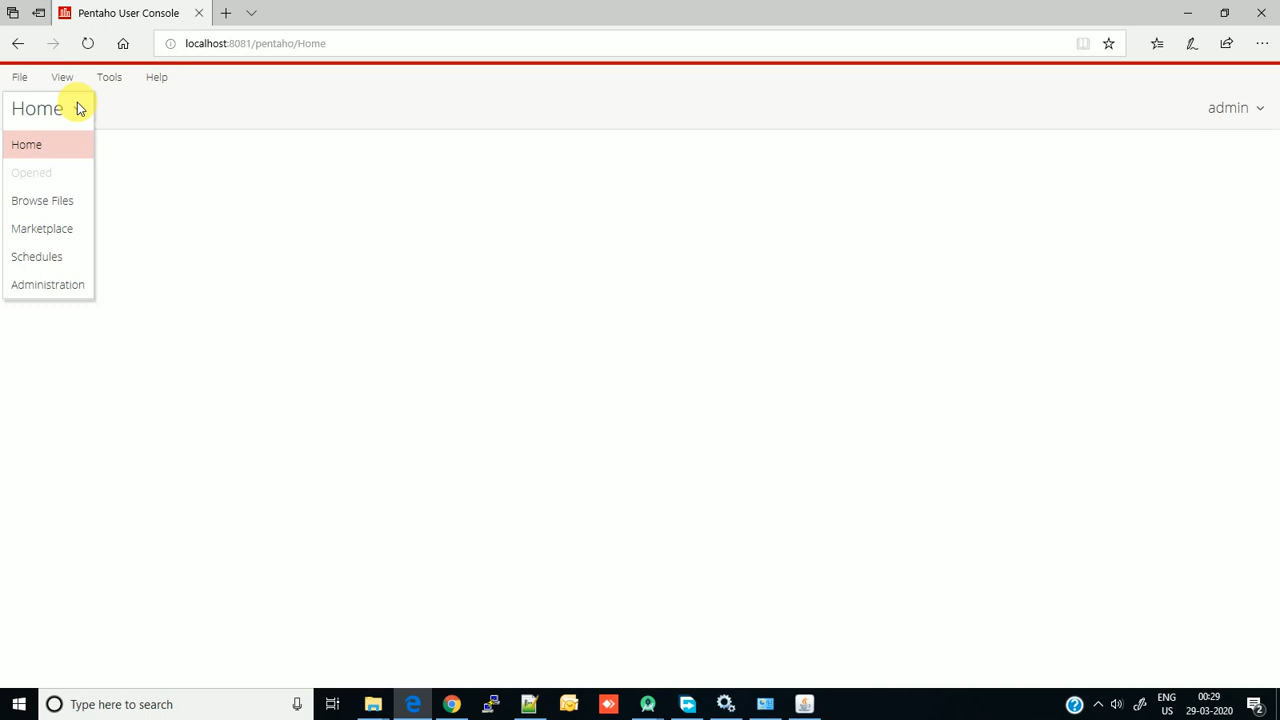 Pentaho User Console
localhost:8081/pentaho/Home
File View Tools Help
Home
admin
Home
Opened
Browse Files
Marketplace
Schedules
Administration
Type here to search
ENG
US
00:29
29-03-2020
2